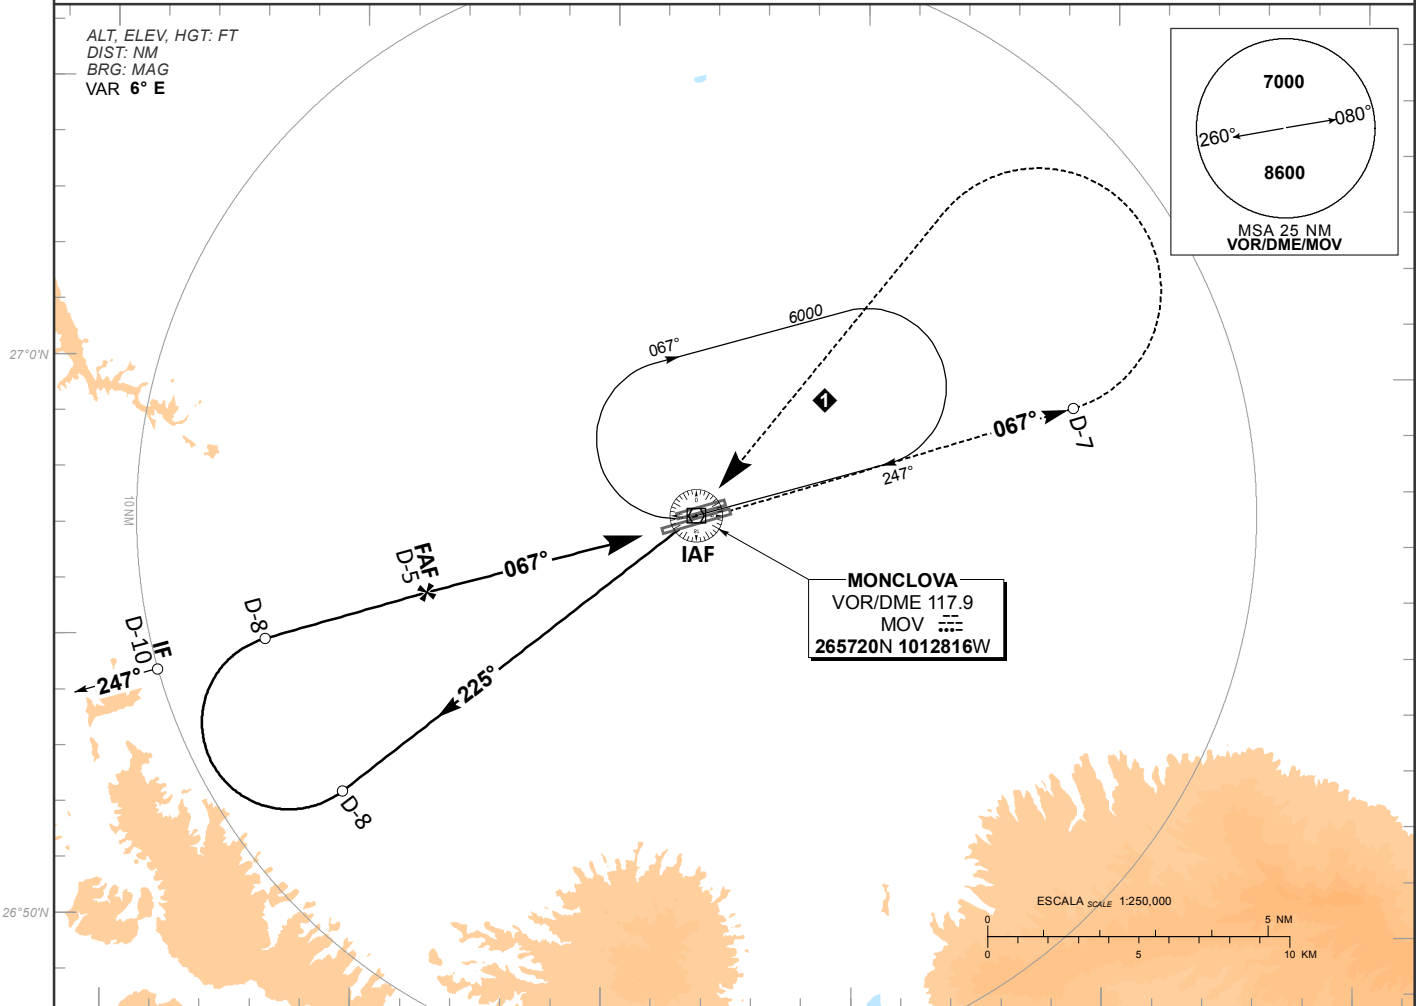 ALT, ELEV, HGT: FT
DIST: NM
BRG: MAG
VAR 6° E
7000
080°
260°
8600
MSA 25 NM
VOR/DME/MOV
6000
067°
27°0'N
1
067°
D-7
247°
10 NM
IAF
FAF
D-5
067°
MONCLOVA
VOR/DME 117.9
MOV
265720N 1012816W
D-8
IF
D-10
247°
225°
D-8
26°50'N
ESCALA SCALE 1:250,000
0 5 NM
0 5 10 KM